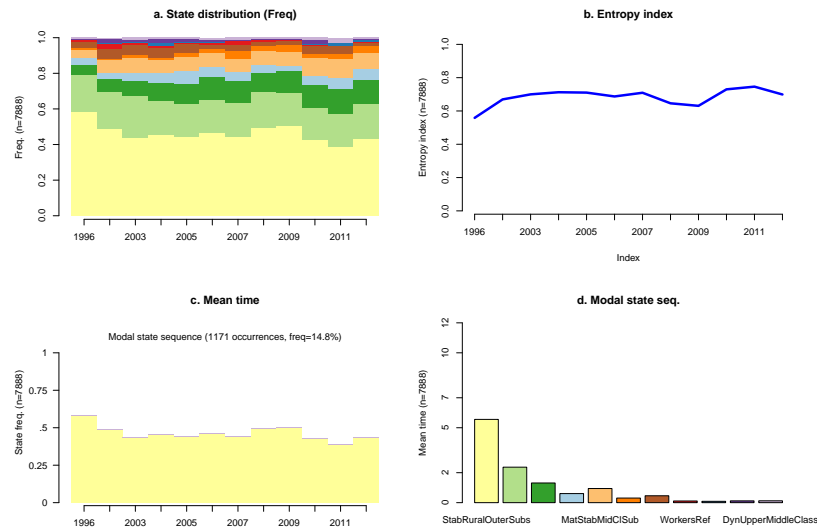 a. State distribution (Freq)
Freq. (n=7888)
1.0
0.8
0.6
0.4
0.2
0.0
1996 2003 2005 2007 2009 2011
b. Entropy index
Entropy index (n=7888)
1.0
0.8
0.6
0.4
0.2
0.0
1996 2003 2005 2007 2009 2011
Index
c. Mean time
Modal state sequence (1171 occurrences, freq=14.8%)
State freq. (n=7888)
1
0.75
.5
0.25
0
1996 2003 2005 2007 2009 2011
d. Modal state seq.
Mean time (n=7888)
12
10
7
5
2
0
StabRuralOuterSubs MatStabMidClSub WorkersRef DynUpperMiddleClass